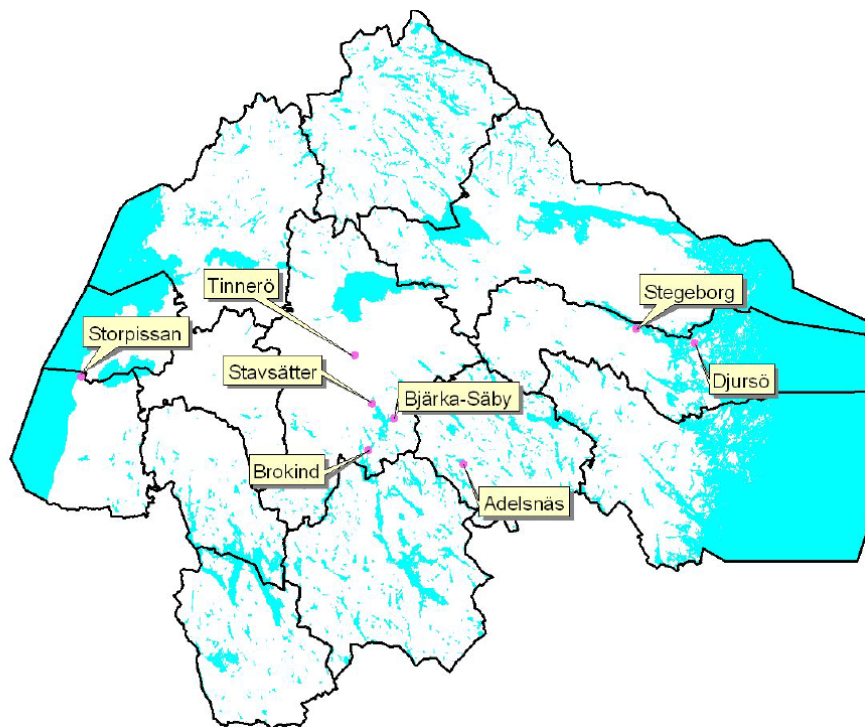 Tinnerö
Stegeborg
Storpissan
Stavsätter
Bjärka-Säby
Djursö
Brokind
Adelsnäs